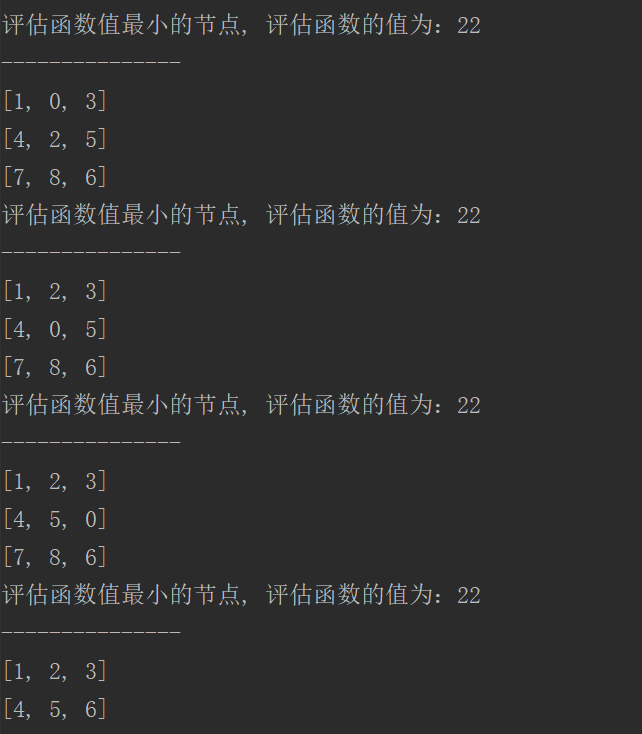 评估函数值最小的节点, 评估函数的值为: 22
---------------
[1, 0, 3]
[4, 2, 5]
[7, 8, 6]
评估函数值最小的节点, 评估函数的值为: 22
---------------
[1, 2, 3]
[4, 0, 5]
[7, 8, 6]
评估函数值最小的节点, 评估函数的值为: 22
---------------
[1, 2, 3]
[4, 5, 0]
[7, 8, 6]
评估函数值最小的节点, 评估函数的值为: 22
---------------
[1, 2, 3]
[4, 5, 6]